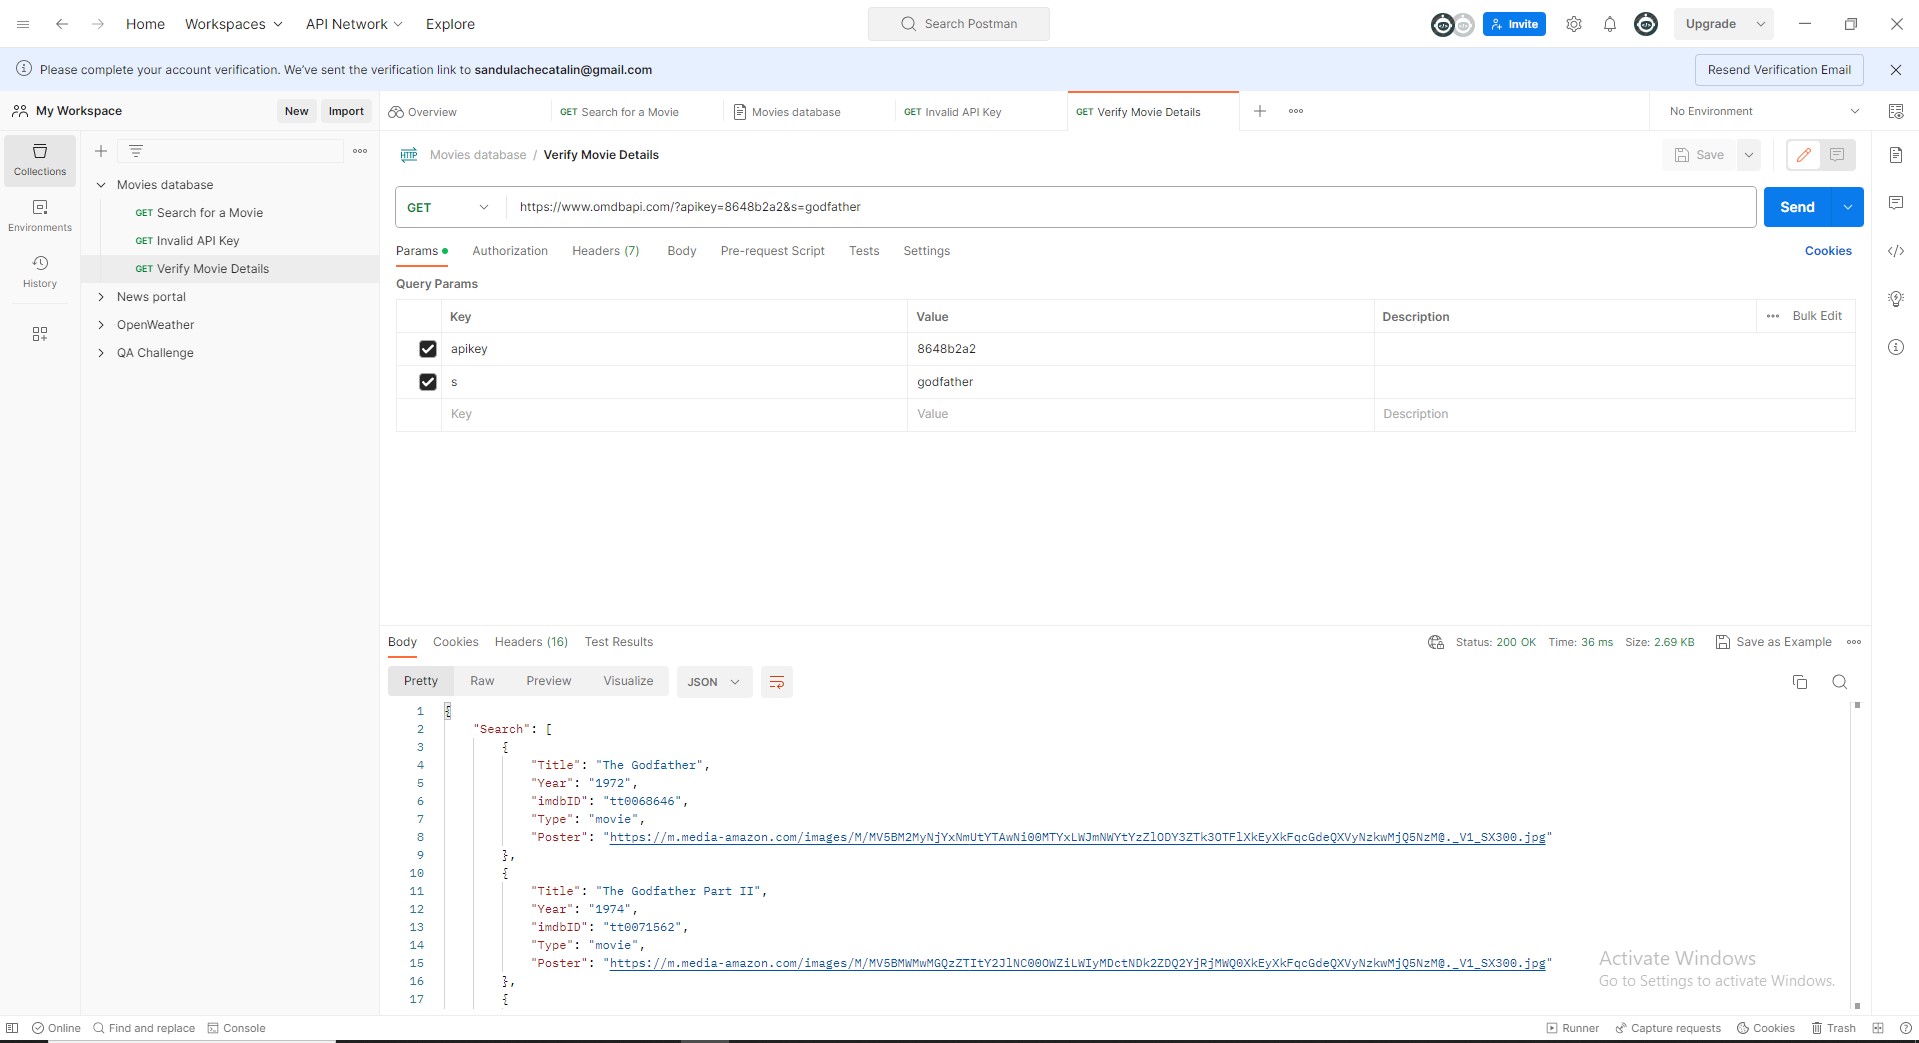 Home Workspaces API Network Explore Search Postman Invite Upgrade
Please complete your account verification. We've sent the verification link to sandulachecatalin@gmail.com Resend Verification Email
My Workspace New Import Overview GET Search for a Movie Movies database GET Invalid API Key GET Verify Movie Details No Environment
Collections
Environments
History
Movies database
GET Search for a Movie
GET Invalid API Key
GET Verify Movie Details
News portal
OpenWeather
QA Challenge
HTTP Movies database / Verify Movie Details Save
GET https://www.omdbapi.com/?apikey=8648b2a2&s=godfather Send
Params Authorization Headers (7) Body Pre-request Script Tests Settings Cookies
Query Params
Key Value Description Bulk Edit
apikey 8648b2a2
s godfather
Key Value Description
Body Cookies Headers (16) Test Results Status: 200 OK Time: 36 ms Size: 2.69 KB Save as Example
Pretty Raw Preview Visualize JSON
1 {
2 "Search": [
3 {
4 "Title": "The Godfather",
5 "Year": "1972",
6 "imdbID": "tt0068646",
7 "Type": "movie",
8 "Poster": "https://m.media-amazon.com/images/M/MV5BM2MyNjYxNmUtYTAwNi00MTYxLWJmNWYtYzZlODY3ZTk3OTFlXkEyXkFqcGdeQXVyNzkwMjQ5NzM@._V1_SX300.jpg"
9 },
10 {
11 "Title": "The Godfather Part II",
12 "Year": "1974",
13 "imdbID": "tt0071562",
14 "Type": "movie",
15 "Poster": "https://m.media-amazon.com/images/M/MV5BMWMwMGQzZTItY2JlNC00OWZiLWIyMDctNDk2ZDQ2YjRjMWQ0XkEyXkFqcGdeQXVyNzkwMjQ5NzM@._V1_SX300.jpg"
16 },
17 {
Activate Windows
Go to Settings to activate Windows.
Online Find and replace Console Runner Capture requests Cookies Trash